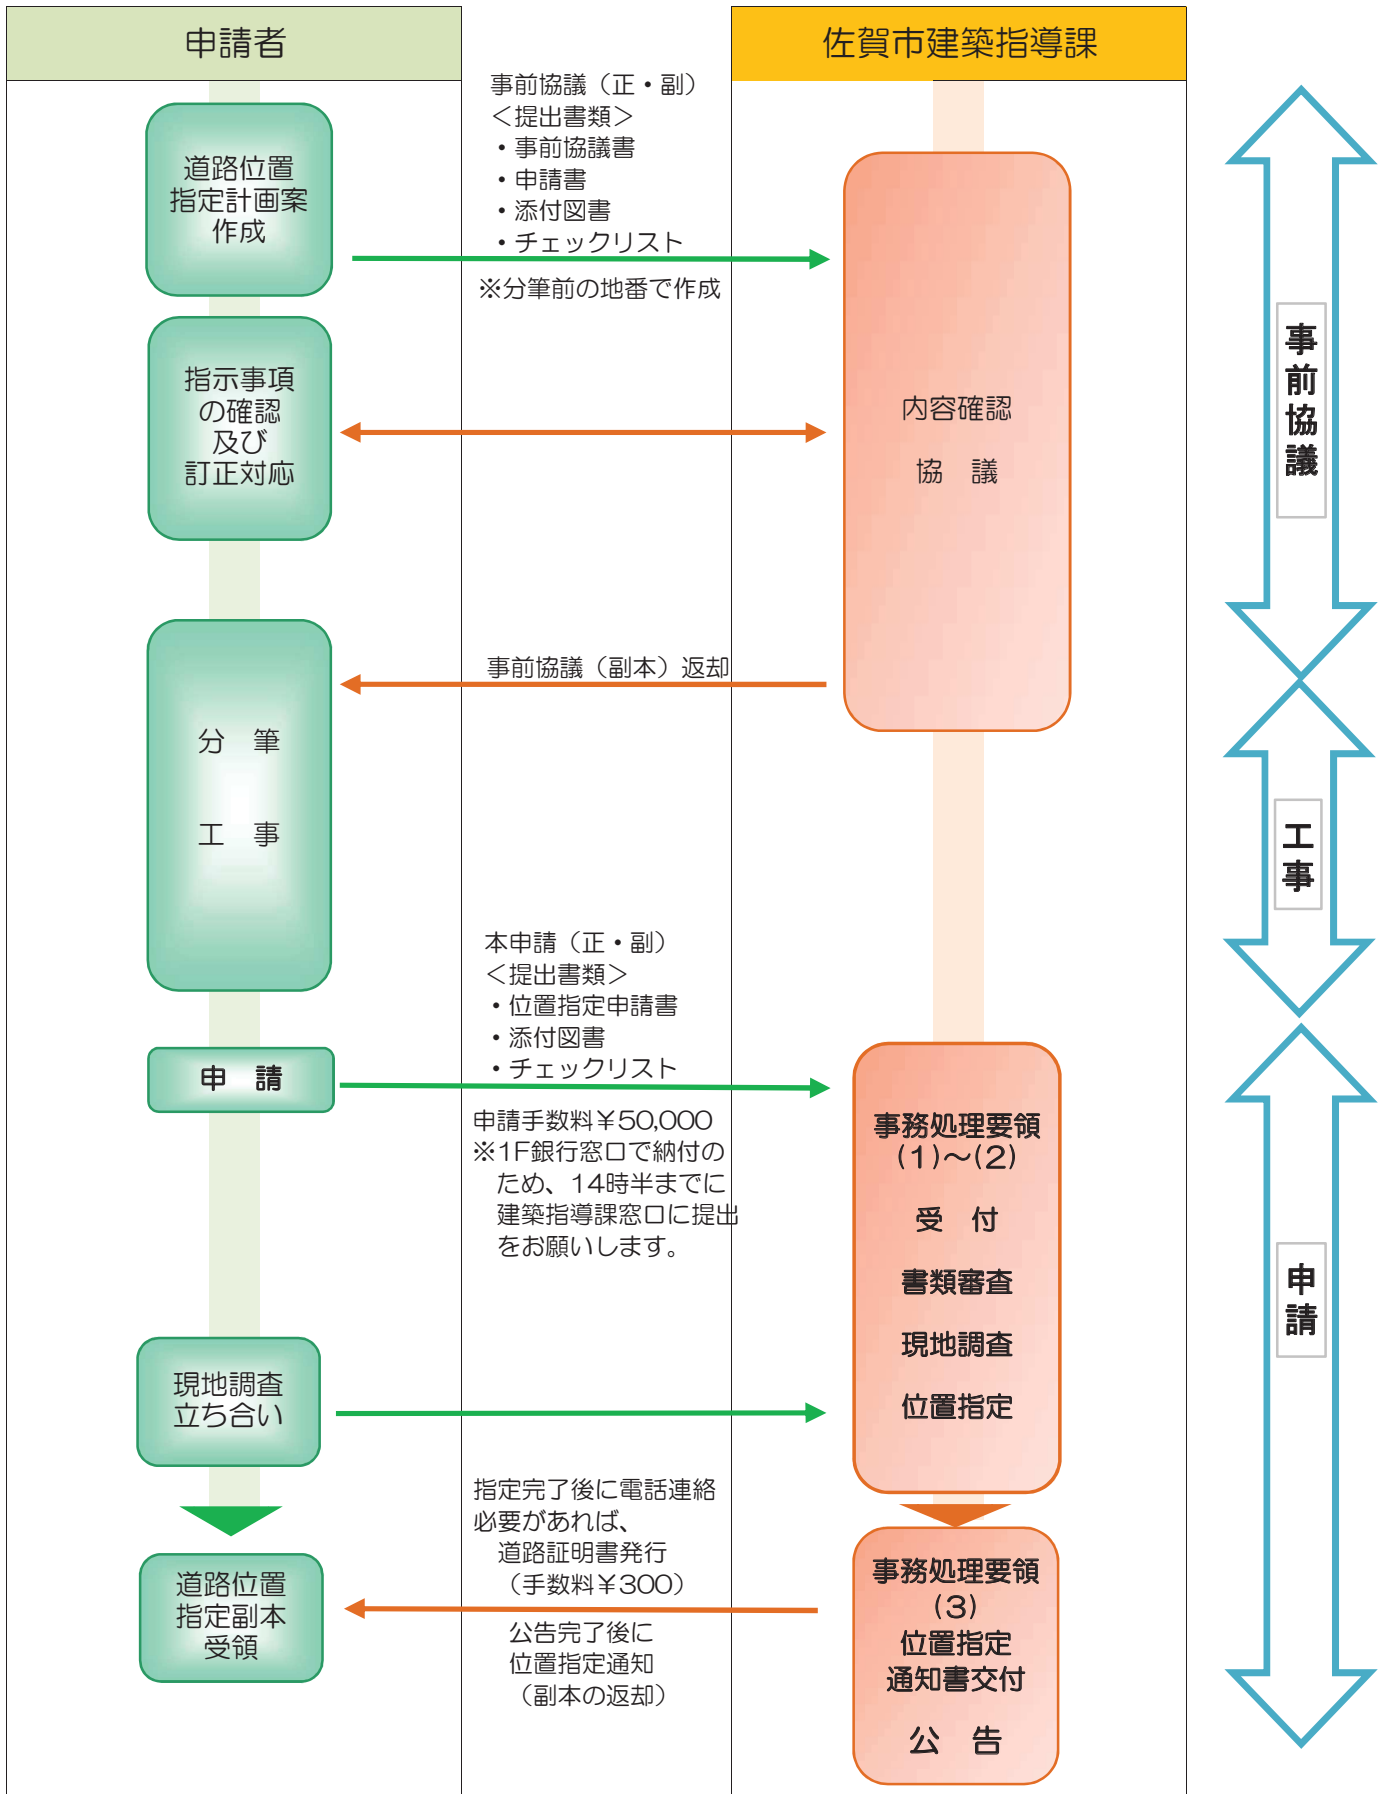 申請者
佐賀市建築指導課
道路位置
指定計画案
作成
事前協議（正・副）
＜提出書類＞
・事前協議書
・申請書
・添付図書
・チェックリスト
※分筆前の地番で作成
指示事項
の確認
及び
訂正対応
内容確認
協　議
事前協議
事前協議（副本）返却
分　筆
工　事
工事
本申請（正・副）
＜提出書類＞
・位置指定申請書
・添付図書
・チェックリスト
申　請
申請手数料￥50,000
※1F銀行窓口で納付の
ため、14時半までに
建築指導課窓口に提出
をお願いします。
事務処理要領
(1)～(2)
受　付
書類審査
現地調査
位置指定
申請
現地調査
立ち合い
指定完了後に電話連絡
必要があれば、
道路証明書発行
（手数料￥300）
公告完了後に
位置指定通知
（副本の返却）
道路位置
指定副本
受領
事務処理要領
(3)
位置指定
通知書交付
公　告